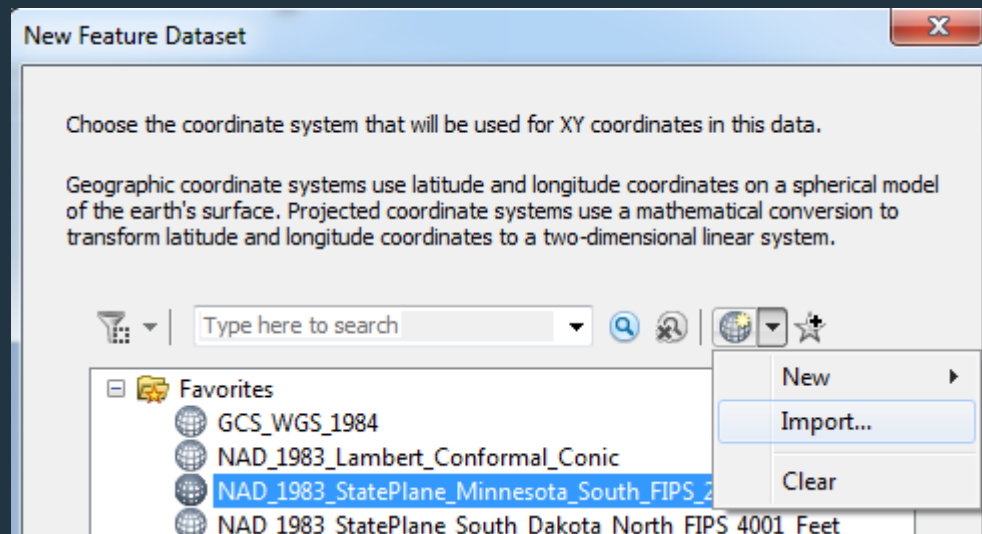 New Feature Dataset
Choose the coordinate system that will be used for XY coordinates in this data.
Geographic coordinate systems use latitude and longitude coordinates on a spherical model
of the earth's surface. Projected coordinate systems use a mathematical conversion to
transform latitude and longitude coordinates to a two-dimensional linear system.
Type here to search
New
Import...
Clear
Favorites
GCS_WGS_1984
NAD_1983_Lambert_Conformal_Conic
NAD_1983_StatePlane_Minnesota_South_FIPS_2
NAD_1983_StatePlane_South_Dakota_North_FIPS_4001_Feet